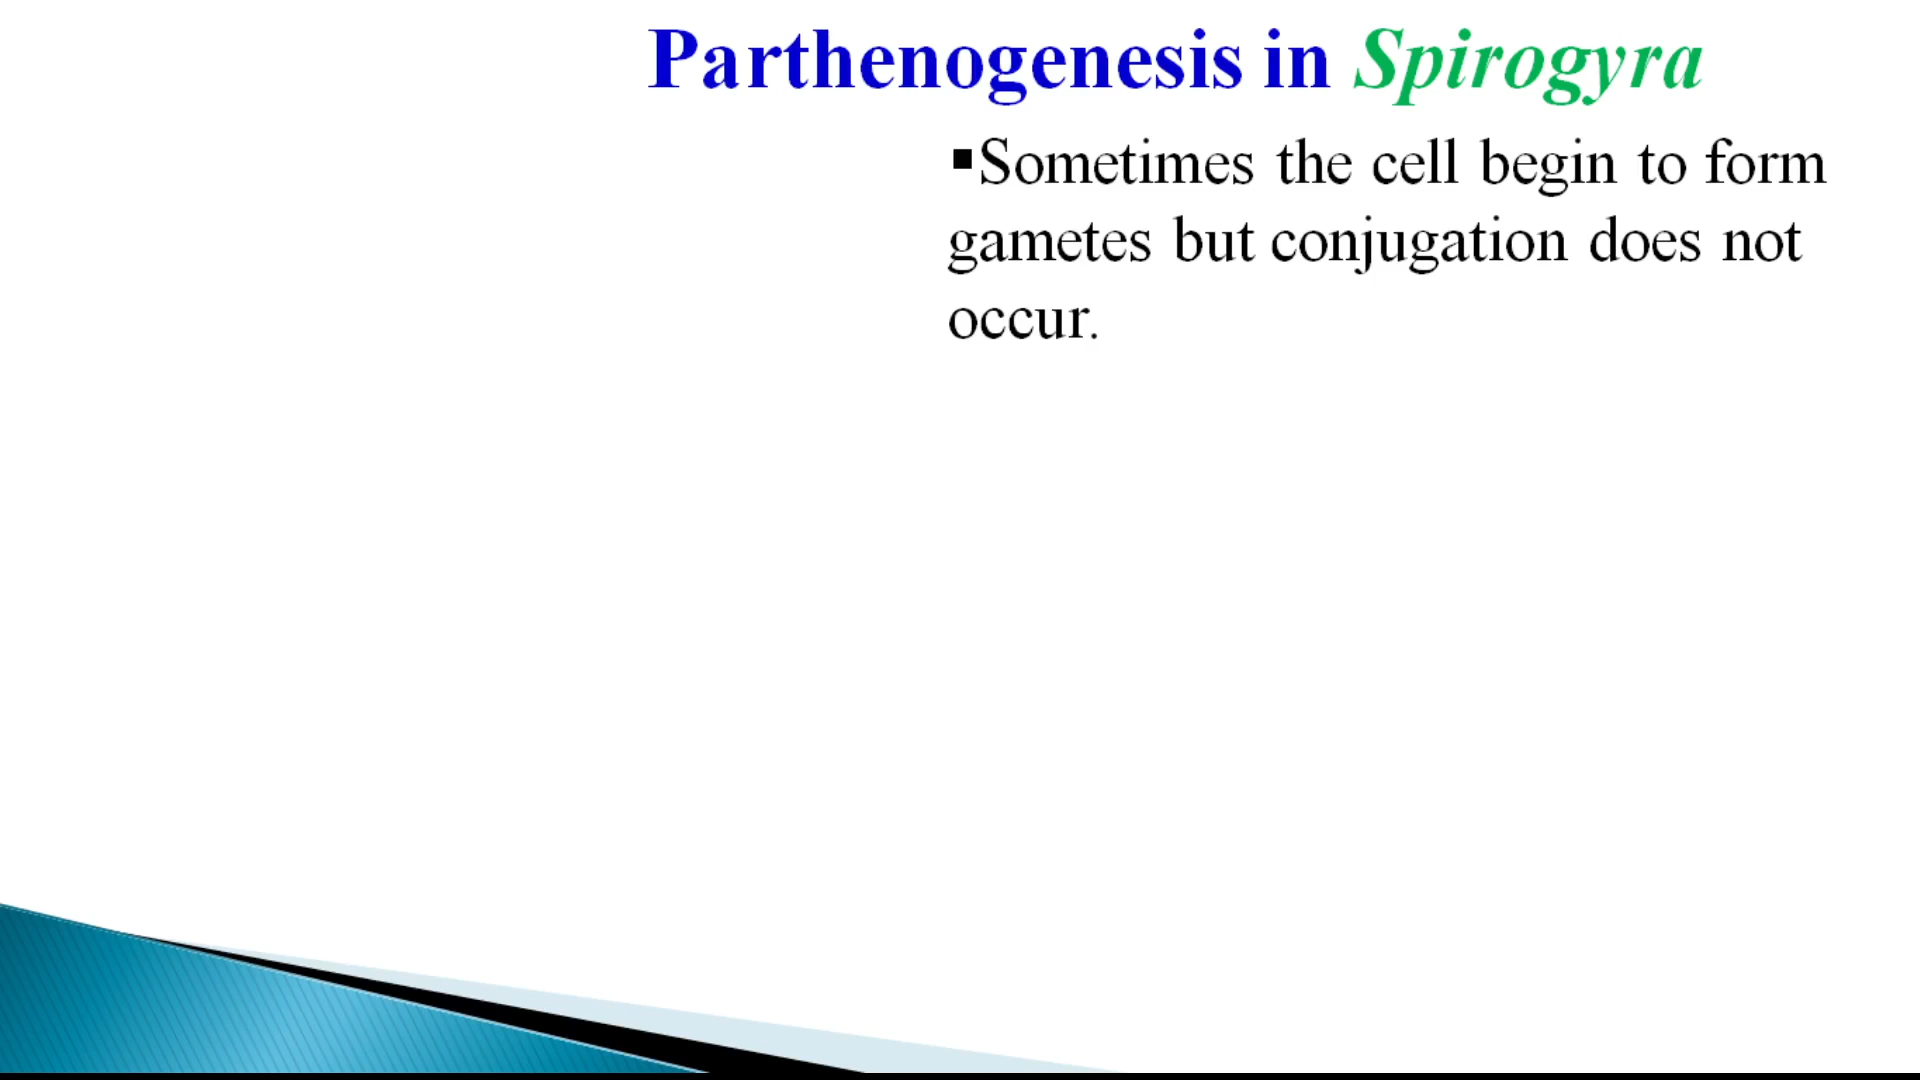 Parthenogenesis in Spirogyra
▪Sometimes the cell begin to form
gametes but conjugation does not
occur.